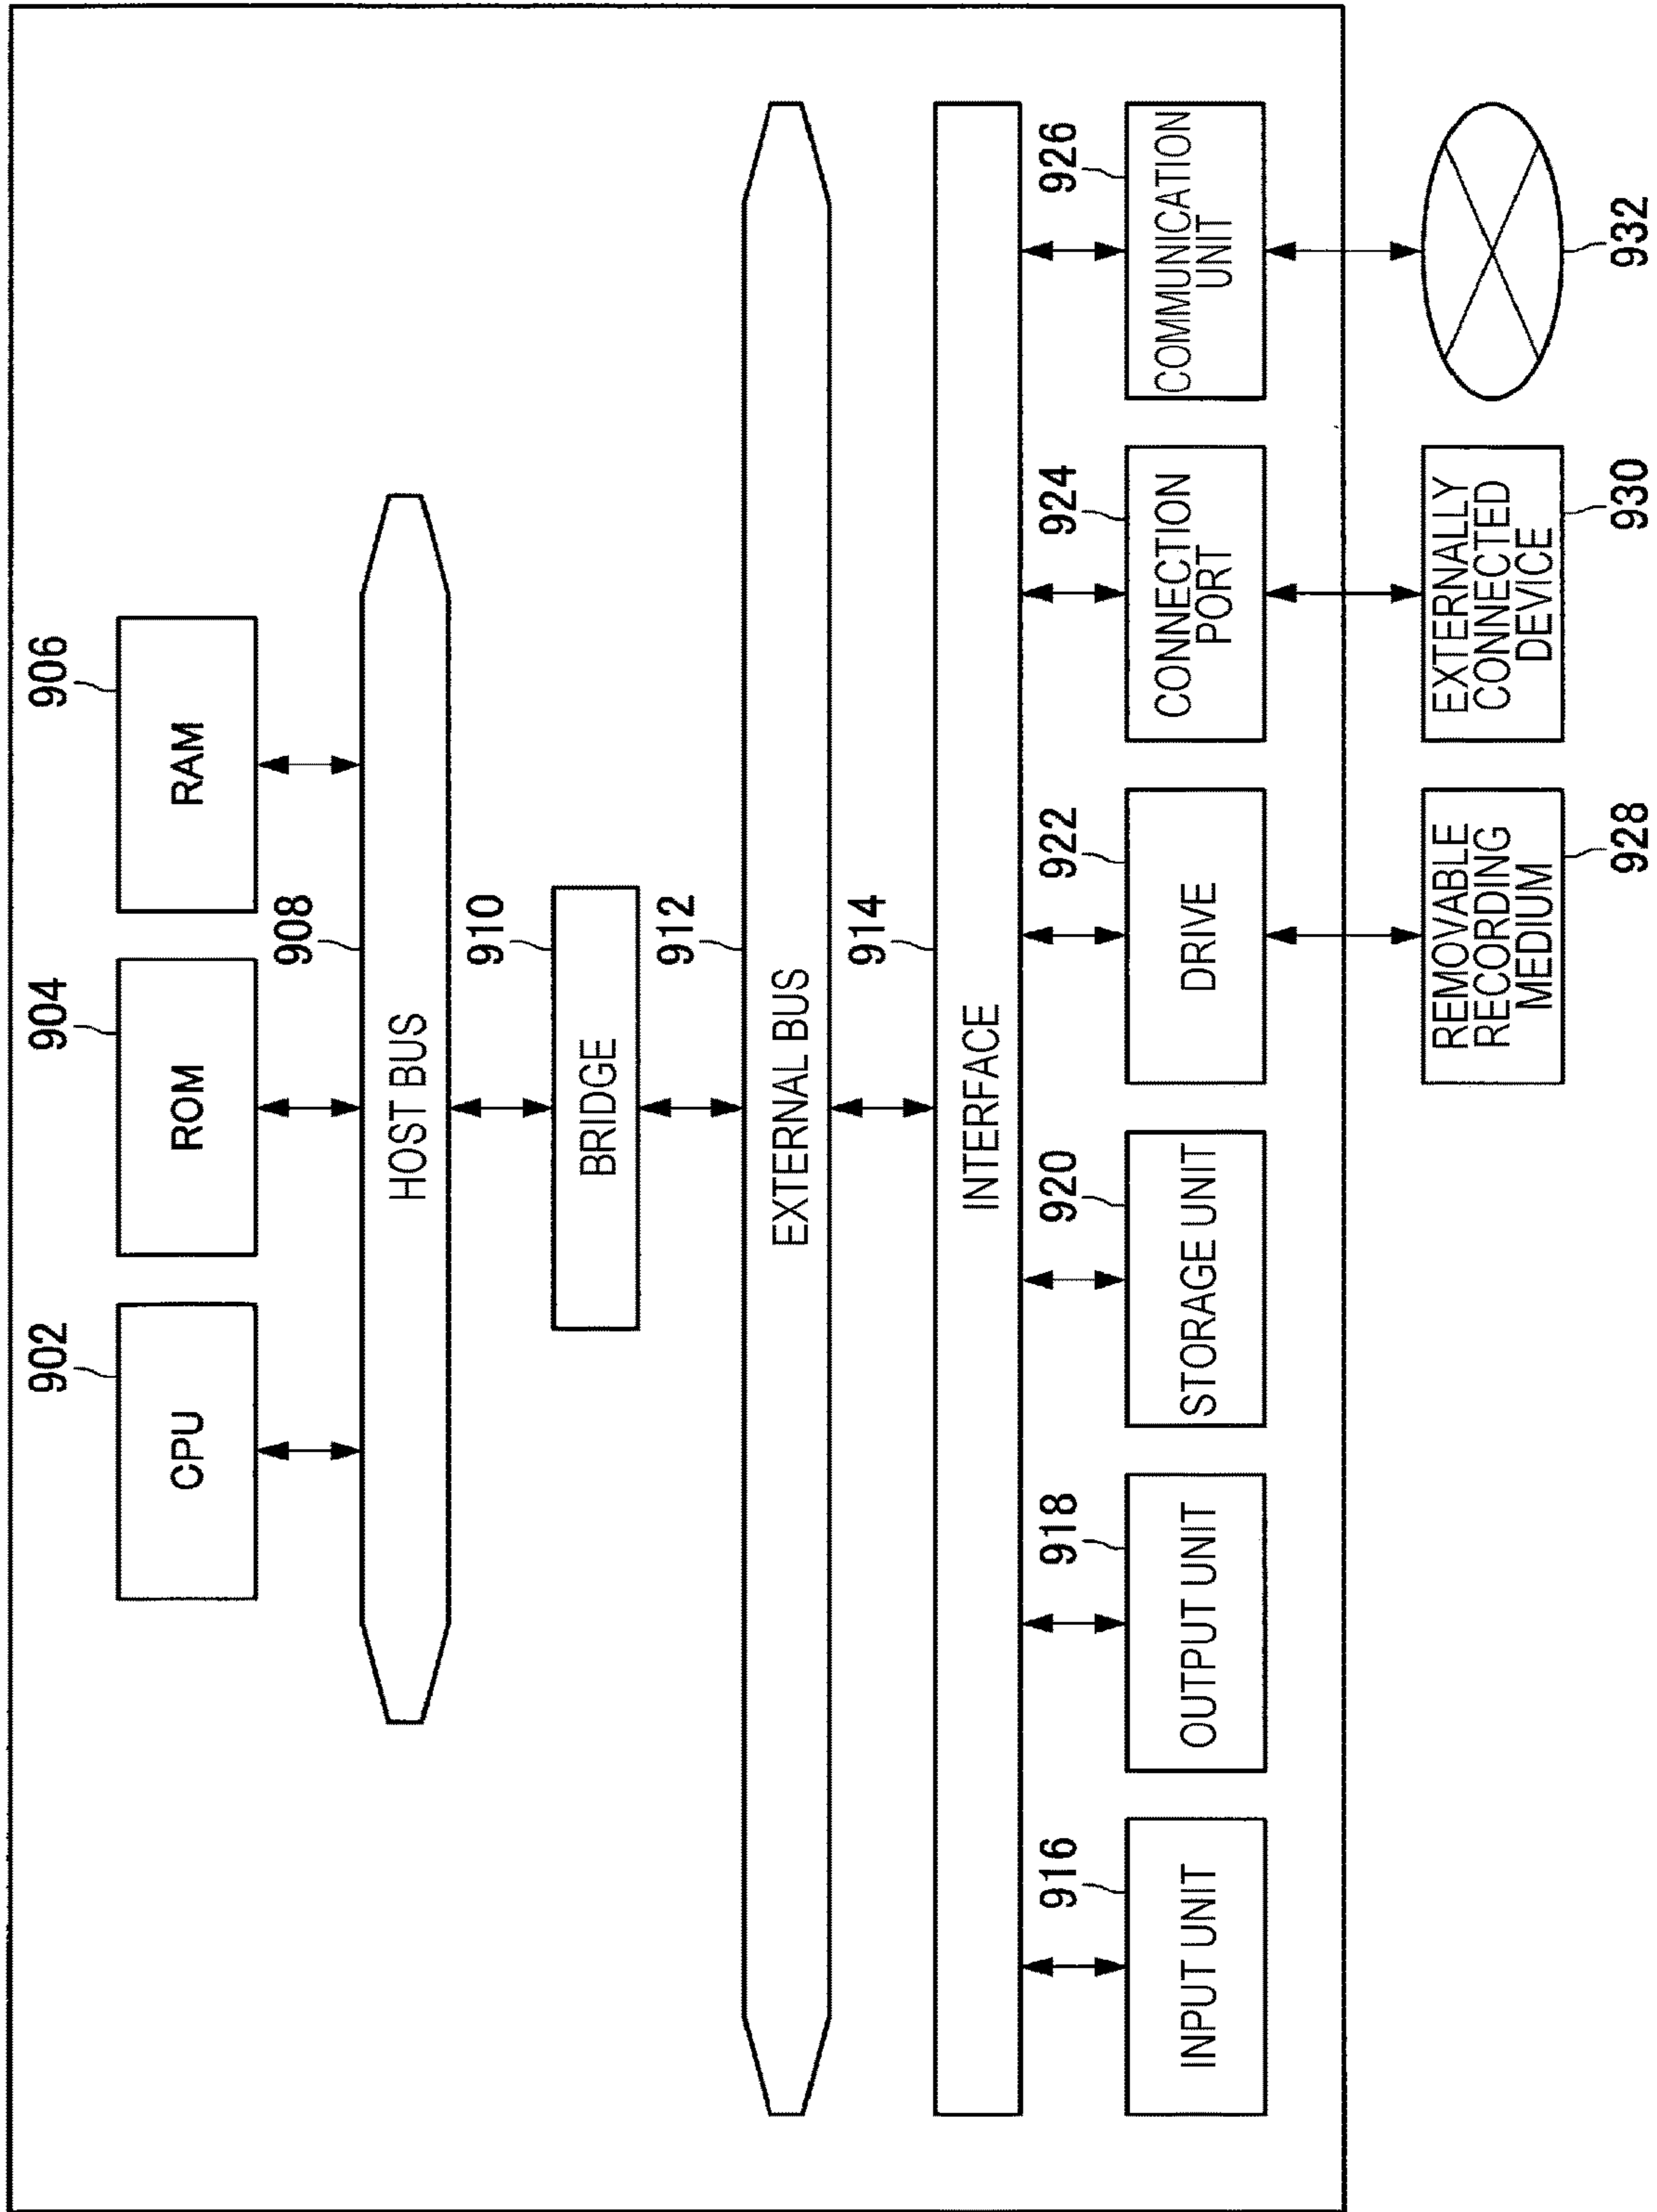 902
904
906
CPU
ROM
RAM
908
HOST BUS
910
BRIDGE
912
EXTERNAL BUS
914
INTERFACE
916
918
920
922
924
926
INPUT UNIT
OUTPUT UNIT
STORAGE UNIT
DRIVE
CONNECTION
PORT
COMMUNICATION
UNIT
REMOVABLE
RECORDING
MEDIUM
EXTERNALLY
CONNECTED
DEVICE
928
930
932